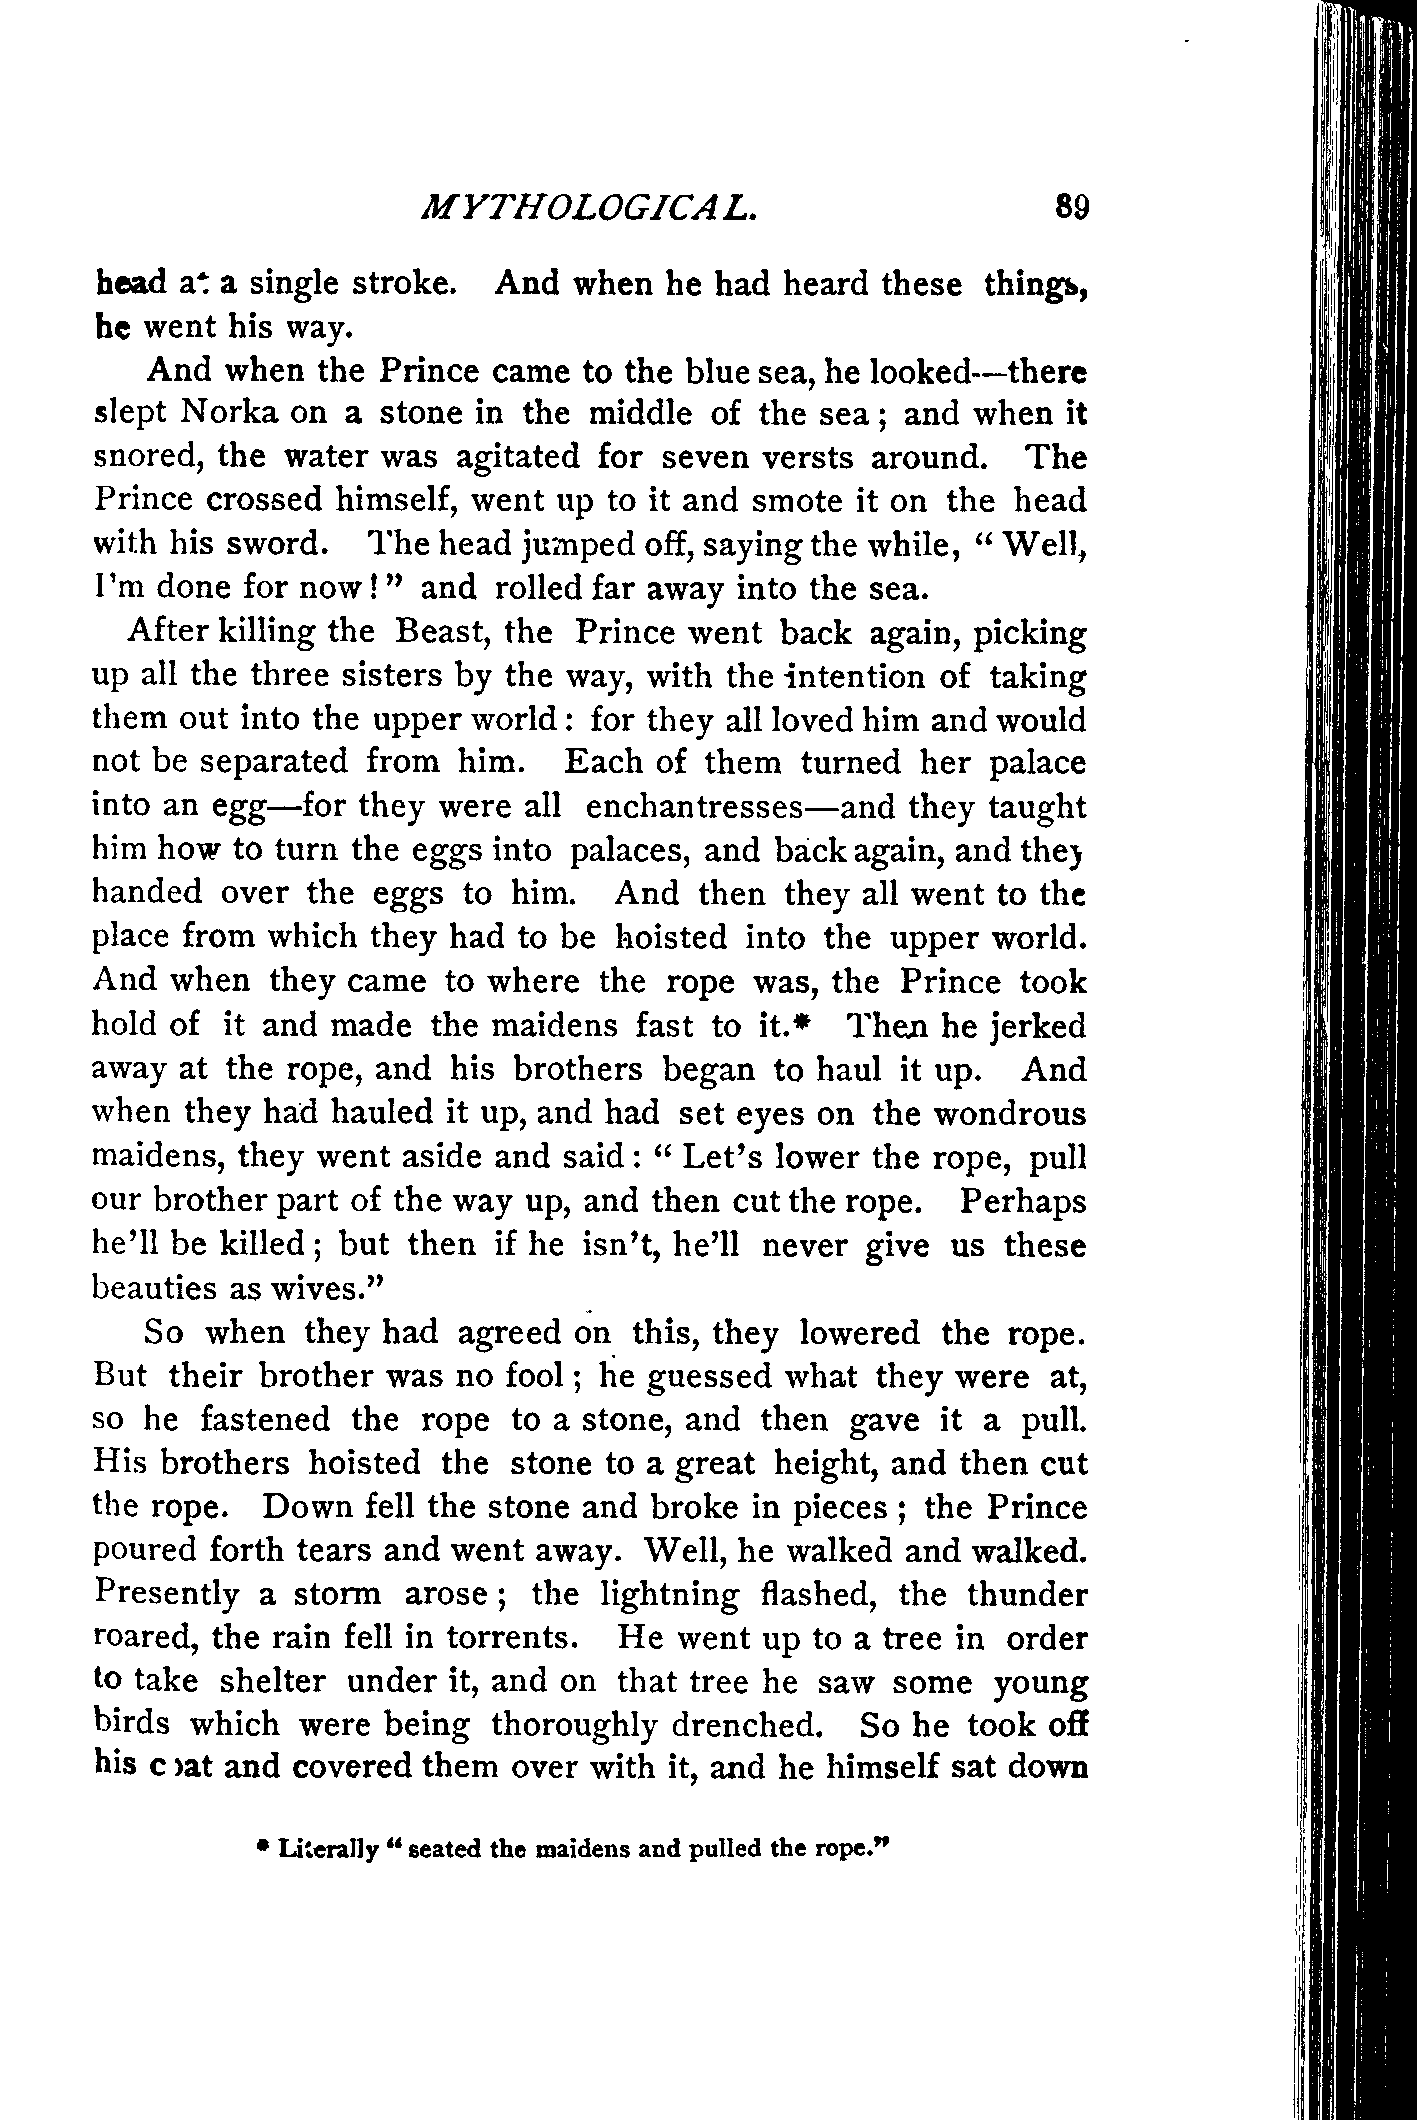 MYTHOLOGICAL. 89
head at a single stroke. And when he had heard these things,
he went his way.
And when the Prince came to the blue sea, he looked—there
slept Norka on a stone in the middle of the sea; and when it
snored, the water was agitated for seven versts around. The
Prince crossed himself, went up to it and smote it on the head
with his sword. The head jumped off, saying the while, “Well,
I’m done for now!” and rolled far away into the sea.
After killing the Beast, the Prince went back again, picking
up all the three sisters by the way, with the intention of taking
them out into the upper world: for they all loved him and would
not be separated from him. Each of them turned her palace
into an egg—for they were all enchantresses—and they taught
him how to turn the eggs into palaces, and back again, and they
handed over the eggs to him. And then they all went to the
place from which they had to be hoisted into the upper world.
And when they came to where the rope was, the Prince took
hold of it and made the maidens fast to it.* Then he jerked
away at the rope, and his brothers began to haul it up. And
when they had hauled it up, and had set eyes on the wondrous
maidens, they went aside and said: “Let’s lower the rope, pull
our brother part of the way up, and then cut the rope. Perhaps
he’ll be killed; but then if he isn’t, he’ll never give us these
beauties as wives.”
So when they had agreed on this, they lowered the rope.
But their brother was no fool; he guessed what they were at,
so he fastened the rope to a stone, and then gave it a pull.
His brothers hoisted the stone to a great height, and then cut
the rope. Down fell the stone and broke in pieces; the Prince
poured forth tears and went away. Well, he walked and walked.
Presently a storm arose; the lightning flashed, the thunder
roared, the rain fell in torrents. He went up to a tree in order
to take shelter under it, and on that tree he saw some young
birds which were being thoroughly drenched. So he took off
his coat and covered them over with it, and he himself sat down
* Literally “seated the maidens and pulled the rope.”